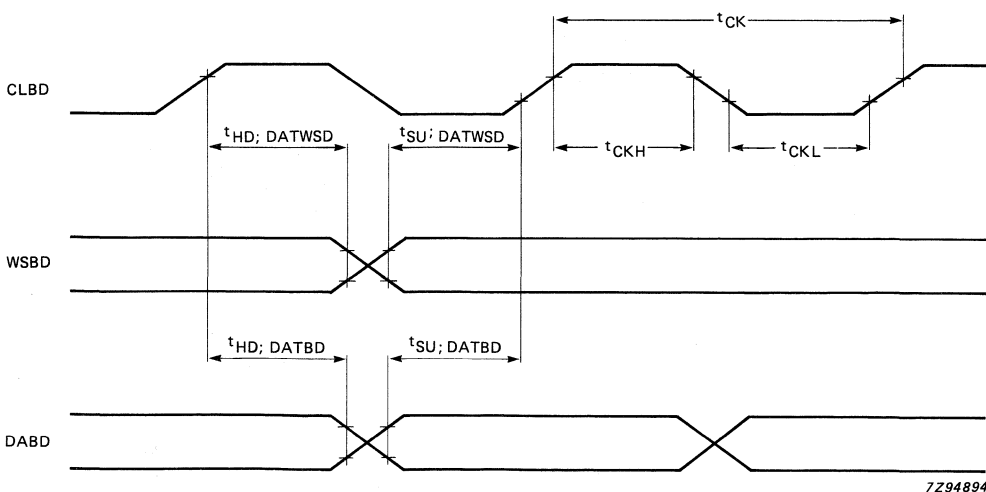 tCK
CLBD
tHD; DATWSD
tSU; DATWSD
tCKH
tCKL
WSBD
tHD; DATBD
tSU; DATBD
DABD
7Z94894